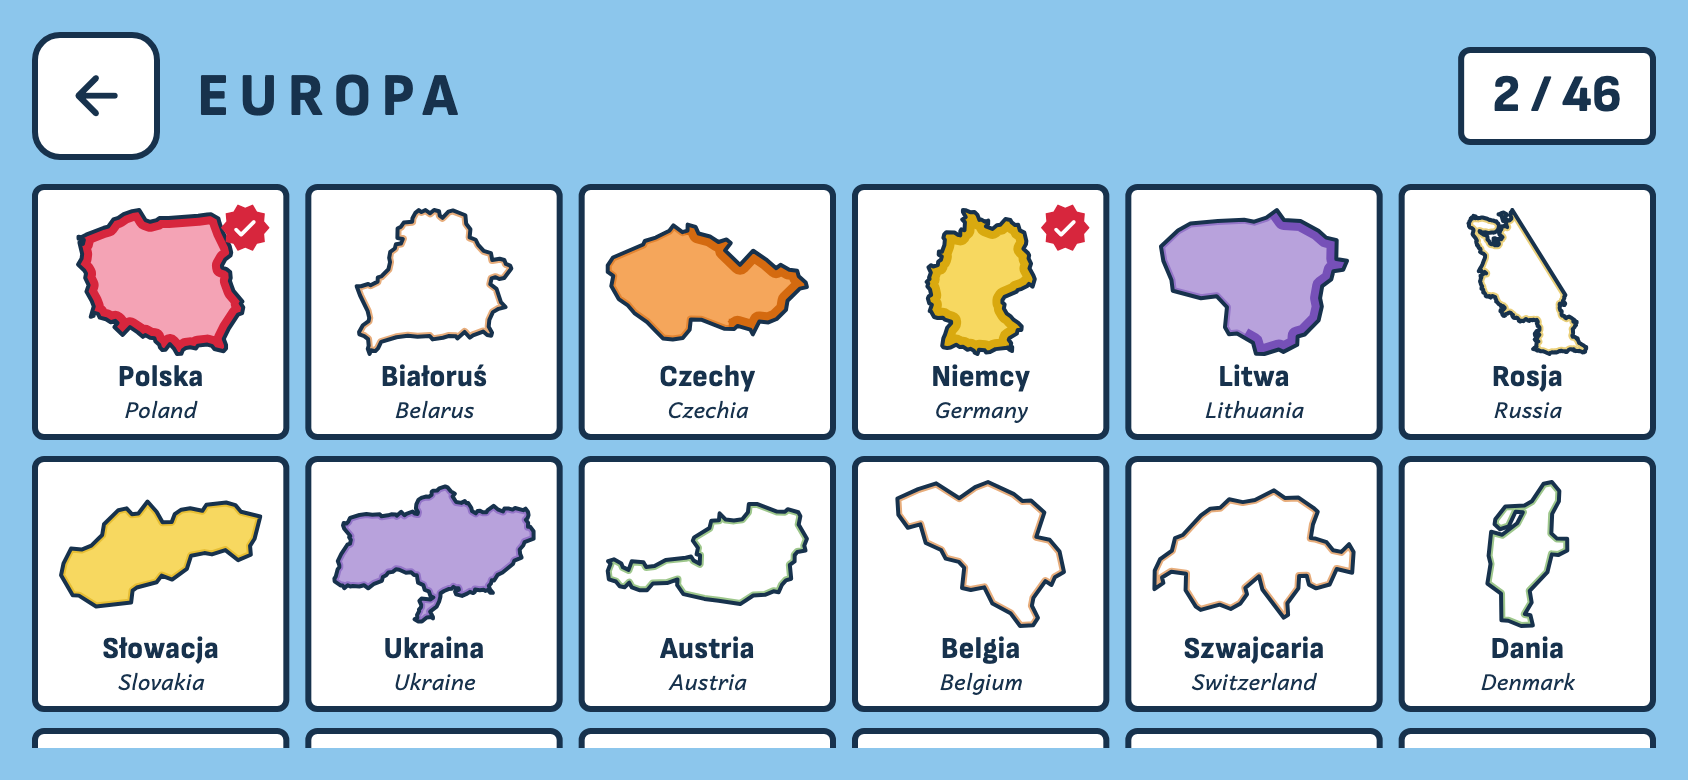 EUROPA
2 / 46
Polska
Poland
Białoruś
Belarus
Czechy
Czechia
Niemcy
Germany
Litwa
Lithuania
Rosja
Russia
Słowacja
Slovakia
Ukraina
Ukraine
Austria
Austria
Belgia
Belgium
Szwajcaria
Switzerland
Dania
Denmark